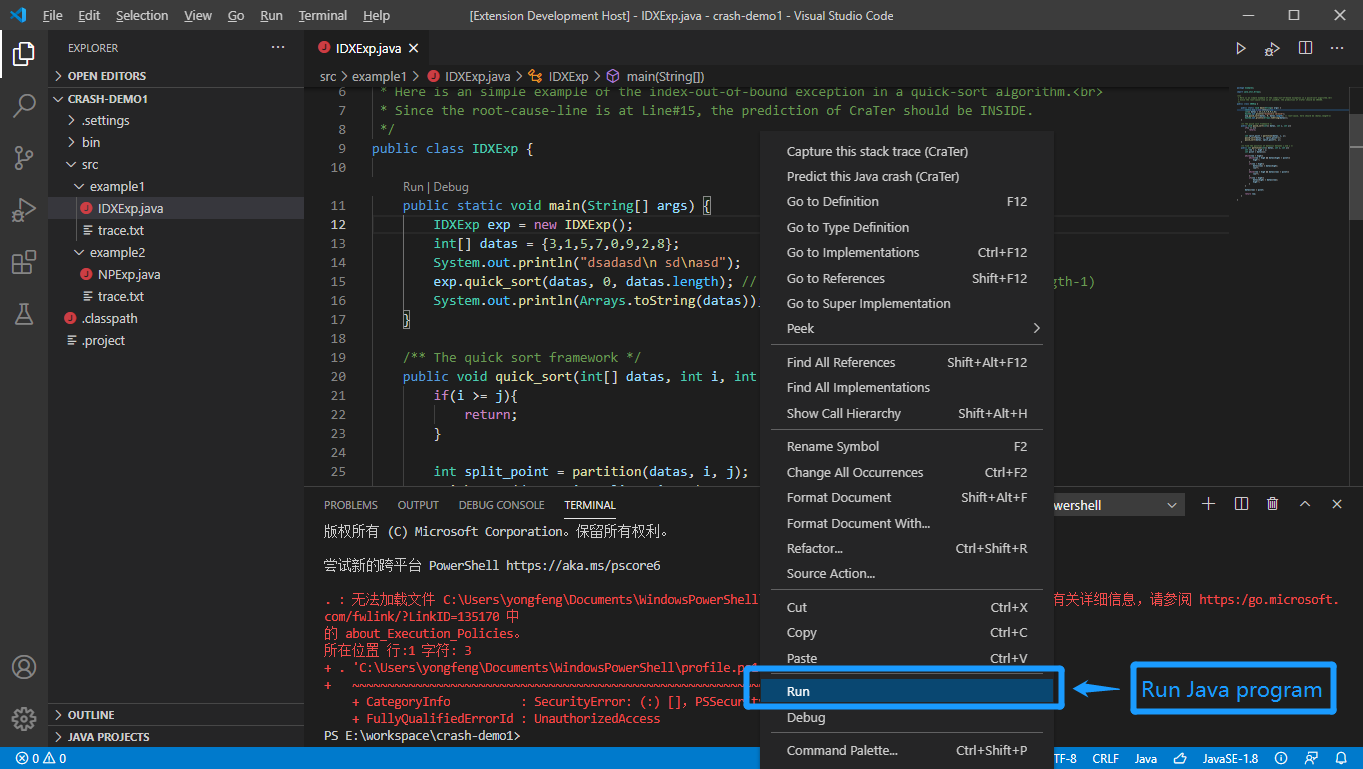 File Edit Selection View Go Run Terminal Help [Extension Development Host] - IDXExp.java - crash-demo1 - Visual Studio Code
EXPLORER ···
OPEN EDITORS
CRASH-DEMO1
.settings
bin
src
example1
IDXExp.java
trace.txt
example2
NPExp.java
trace.txt
.classpath
.project
OUTLINE
JAVA PROJECTS
IDXExp.java
src > example1 > IDXExp.java > IDXExp > main(String[])
6 * Here is an simple example of the index-out-of-bound exception in a quick-sort algorithm.<br>
7 * Since the root-cause-line is at Line#15, the prediction of CraTer should be INSIDE.
8 */
9 public class IDXExp {
10
Run | Debug
11 public static void main(String[] args) {
12 IDXExp exp = new IDXExp();
13 int[] datas = {3,1,5,7,0,9,2,8};
14 System.out.println("dsadasd\n sd\nasd");
15 exp.quick_sort(datas, 0, datas.length); // gth-1)
16 System.out.println(Arrays.toString(datas));
17 }
18
19 /** The quick sort framework */
20 public void quick_sort(int[] datas, int i, int
21 if(i >= j){
22 return;
23 }
24
25 int split_point = partition(datas, i, j);
Capture this stack trace (CraTer)
Predict this Java crash (CraTer)
Go to Definition F12
Go to Type Definition
Go to Implementations Ctrl+F12
Go to References Shift+F12
Go to Super Implementation
Peek
Find All References Shift+Alt+F12
Find All Implementations
Show Call Hierarchy Shift+Alt+H
Rename Symbol F2
Change All Occurrences Ctrl+F2
Format Document Shift+Alt+F
Format Document With...
Refactor... Ctrl+Shift+R
Source Action...
Cut Ctrl+X
Copy Ctrl+C
Paste Ctrl+V
Run
Debug
Command Palette... Ctrl+Shift+P
Run Java program
PROBLEMS OUTPUT DEBUG CONSOLE TERMINAL wershell
版权所有 (C) Microsoft Corporation。保留所有权利。
尝试新的跨平台 PowerShell https://aka.ms/pscore6
. : 无法加载文件 C:\Users\yongfeng\Documents\WindowsPowerShell 有关详细信息，请参阅 https:/go.microsoft.
com/fwlink/?LinkID=135170 中
的 about_Execution_Policies。
所在位置 行:1 字符: 3
+ . 'C:\Users\yongfeng\Documents\WindowsPowerShell\profile.ps
+ ~~~~~~~~~~~~~~~~~~~~~~~~~~~~~~~~~~~~~~~~~~~~~~~~~~~~~
+ CategoryInfo : SecurityError: (:) [], PSSecurit
+ FullyQualifiedErrorId : UnauthorizedAccess
PS E:\workspace\crash-demo1>
0 0 TF-8 CRLF Java JavaSE-1.8